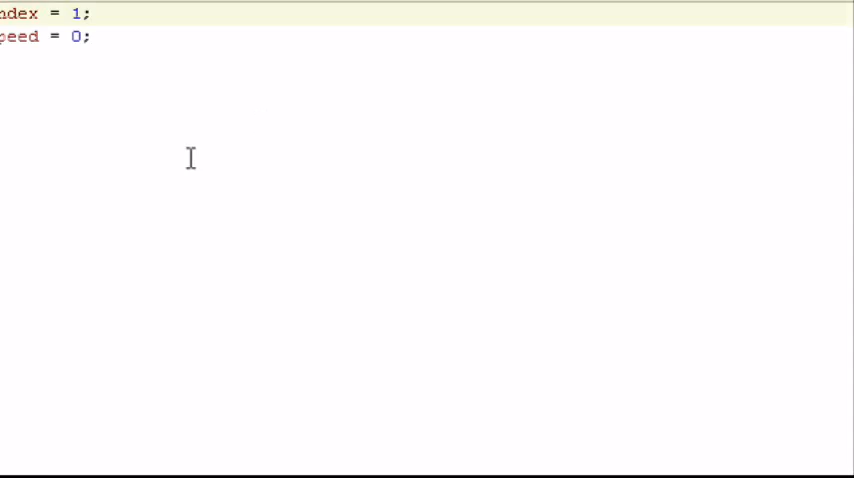 ndex = 1;
peed = 0;